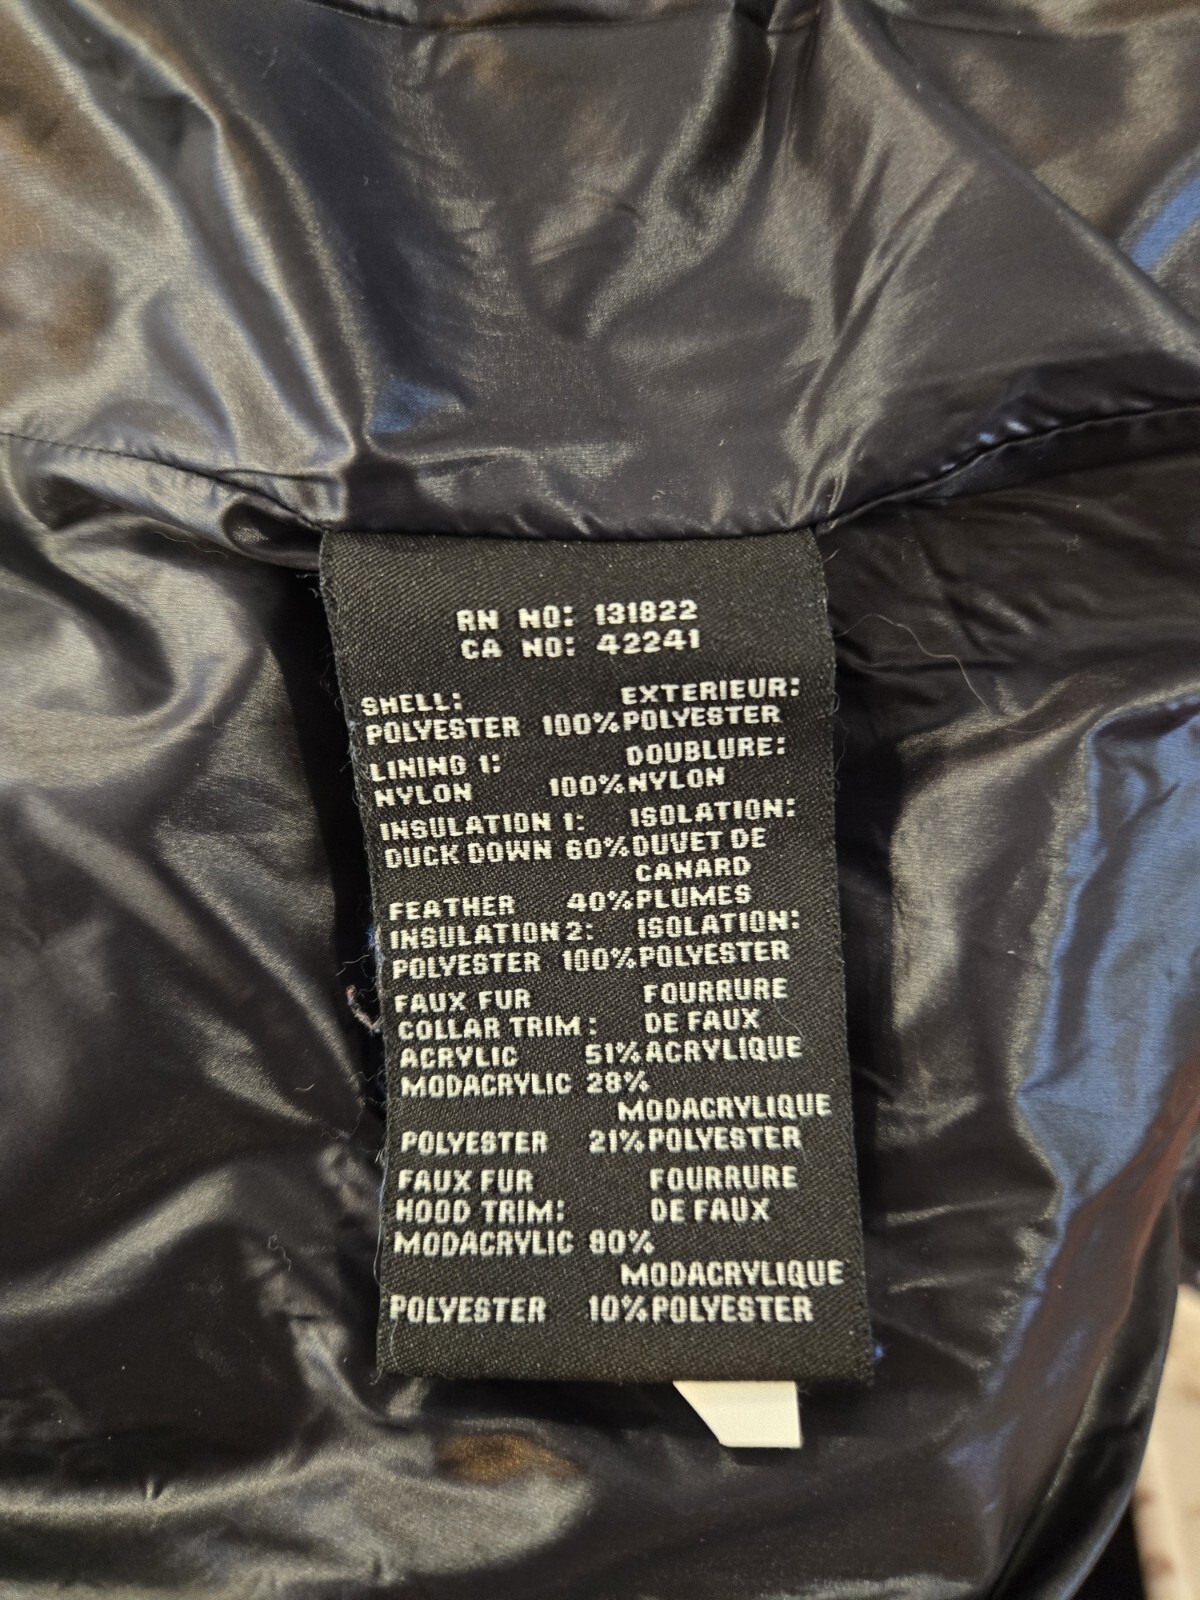 RN NO: 131822
CA NO: 42241
SHELL: EXTERIEUR:
POLYESTER 100% POLYESTER
LINING 1: DOUBLURE:
NYLON 100% NYLON
INSULATION 1: ISOLATION:
DUCK DOWN 60% DUVET DE
CANARD
FEATHER 40% PLUMES
INSULATION 2: ISOLATION:
POLYESTER 100% POLYESTER
FAUX FUR FOURRURE
COLLAR TRIM: DE FAUX
ACRYLIC 51% ACRYLIQUE
MODACRYLIC 28%
MODACRYLIQUE
POLYESTER 21% POLYESTER
FAUX FUR FOURRURE
HOOD TRIM: DE FAUX
MODACRYLIC 90%
MODACRYLIQUE
POLYESTER 10% POLYESTER